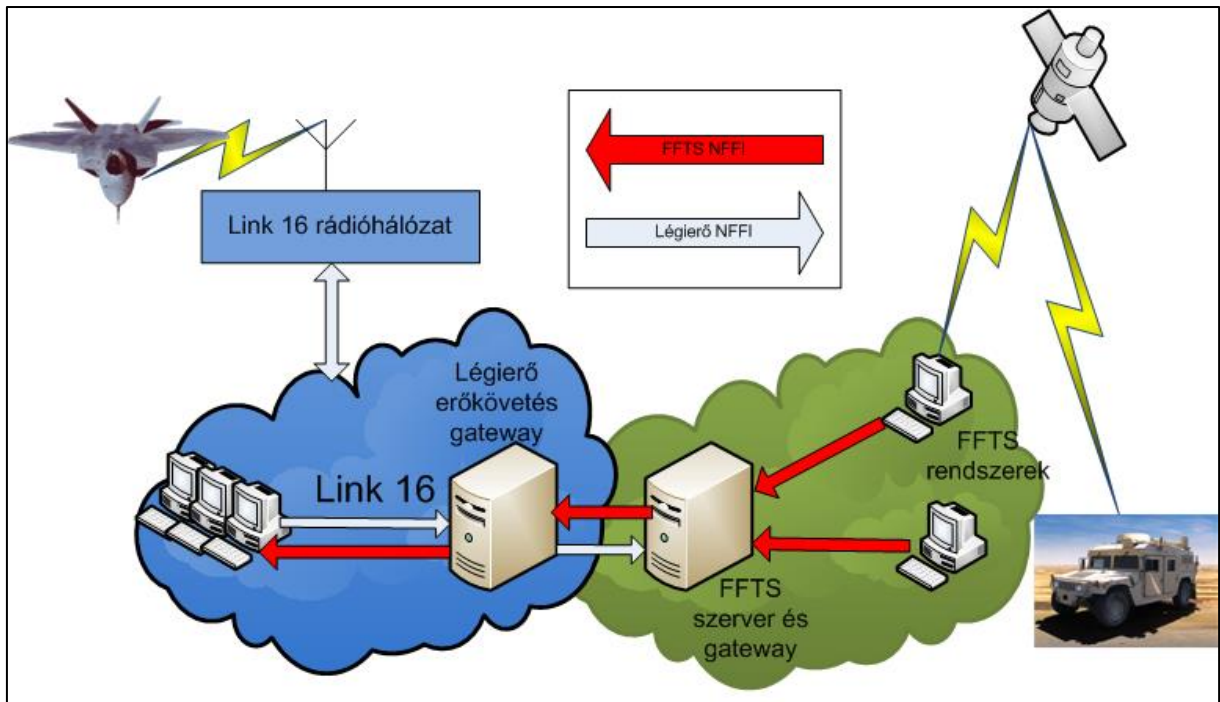 FFTS NFFI
Légierő NFFI
Link 16 rádióhálózat
Légierő
erőkövetés
gateway
Link 16
FFTS
rendszerek
FFTS
szerver és
gateway